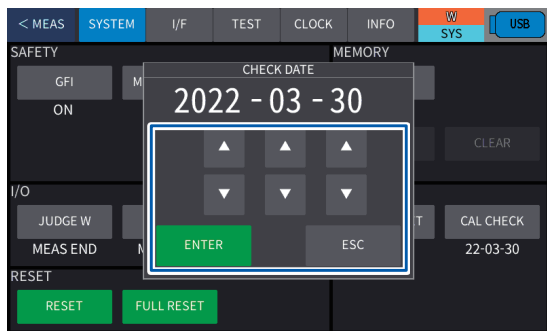 < MEAS SYSTEM I/F TEST CLOCK INFO W SYS USB
SAFETY MEMORY
GFI M
ON
CHECK DATE
2022 - 03 - 30
CLEAR
ENTER ESC
I/O
JUDGE W T CAL CHECK
MEAS END M 22-03-30
RESET
RESET FULL RESET